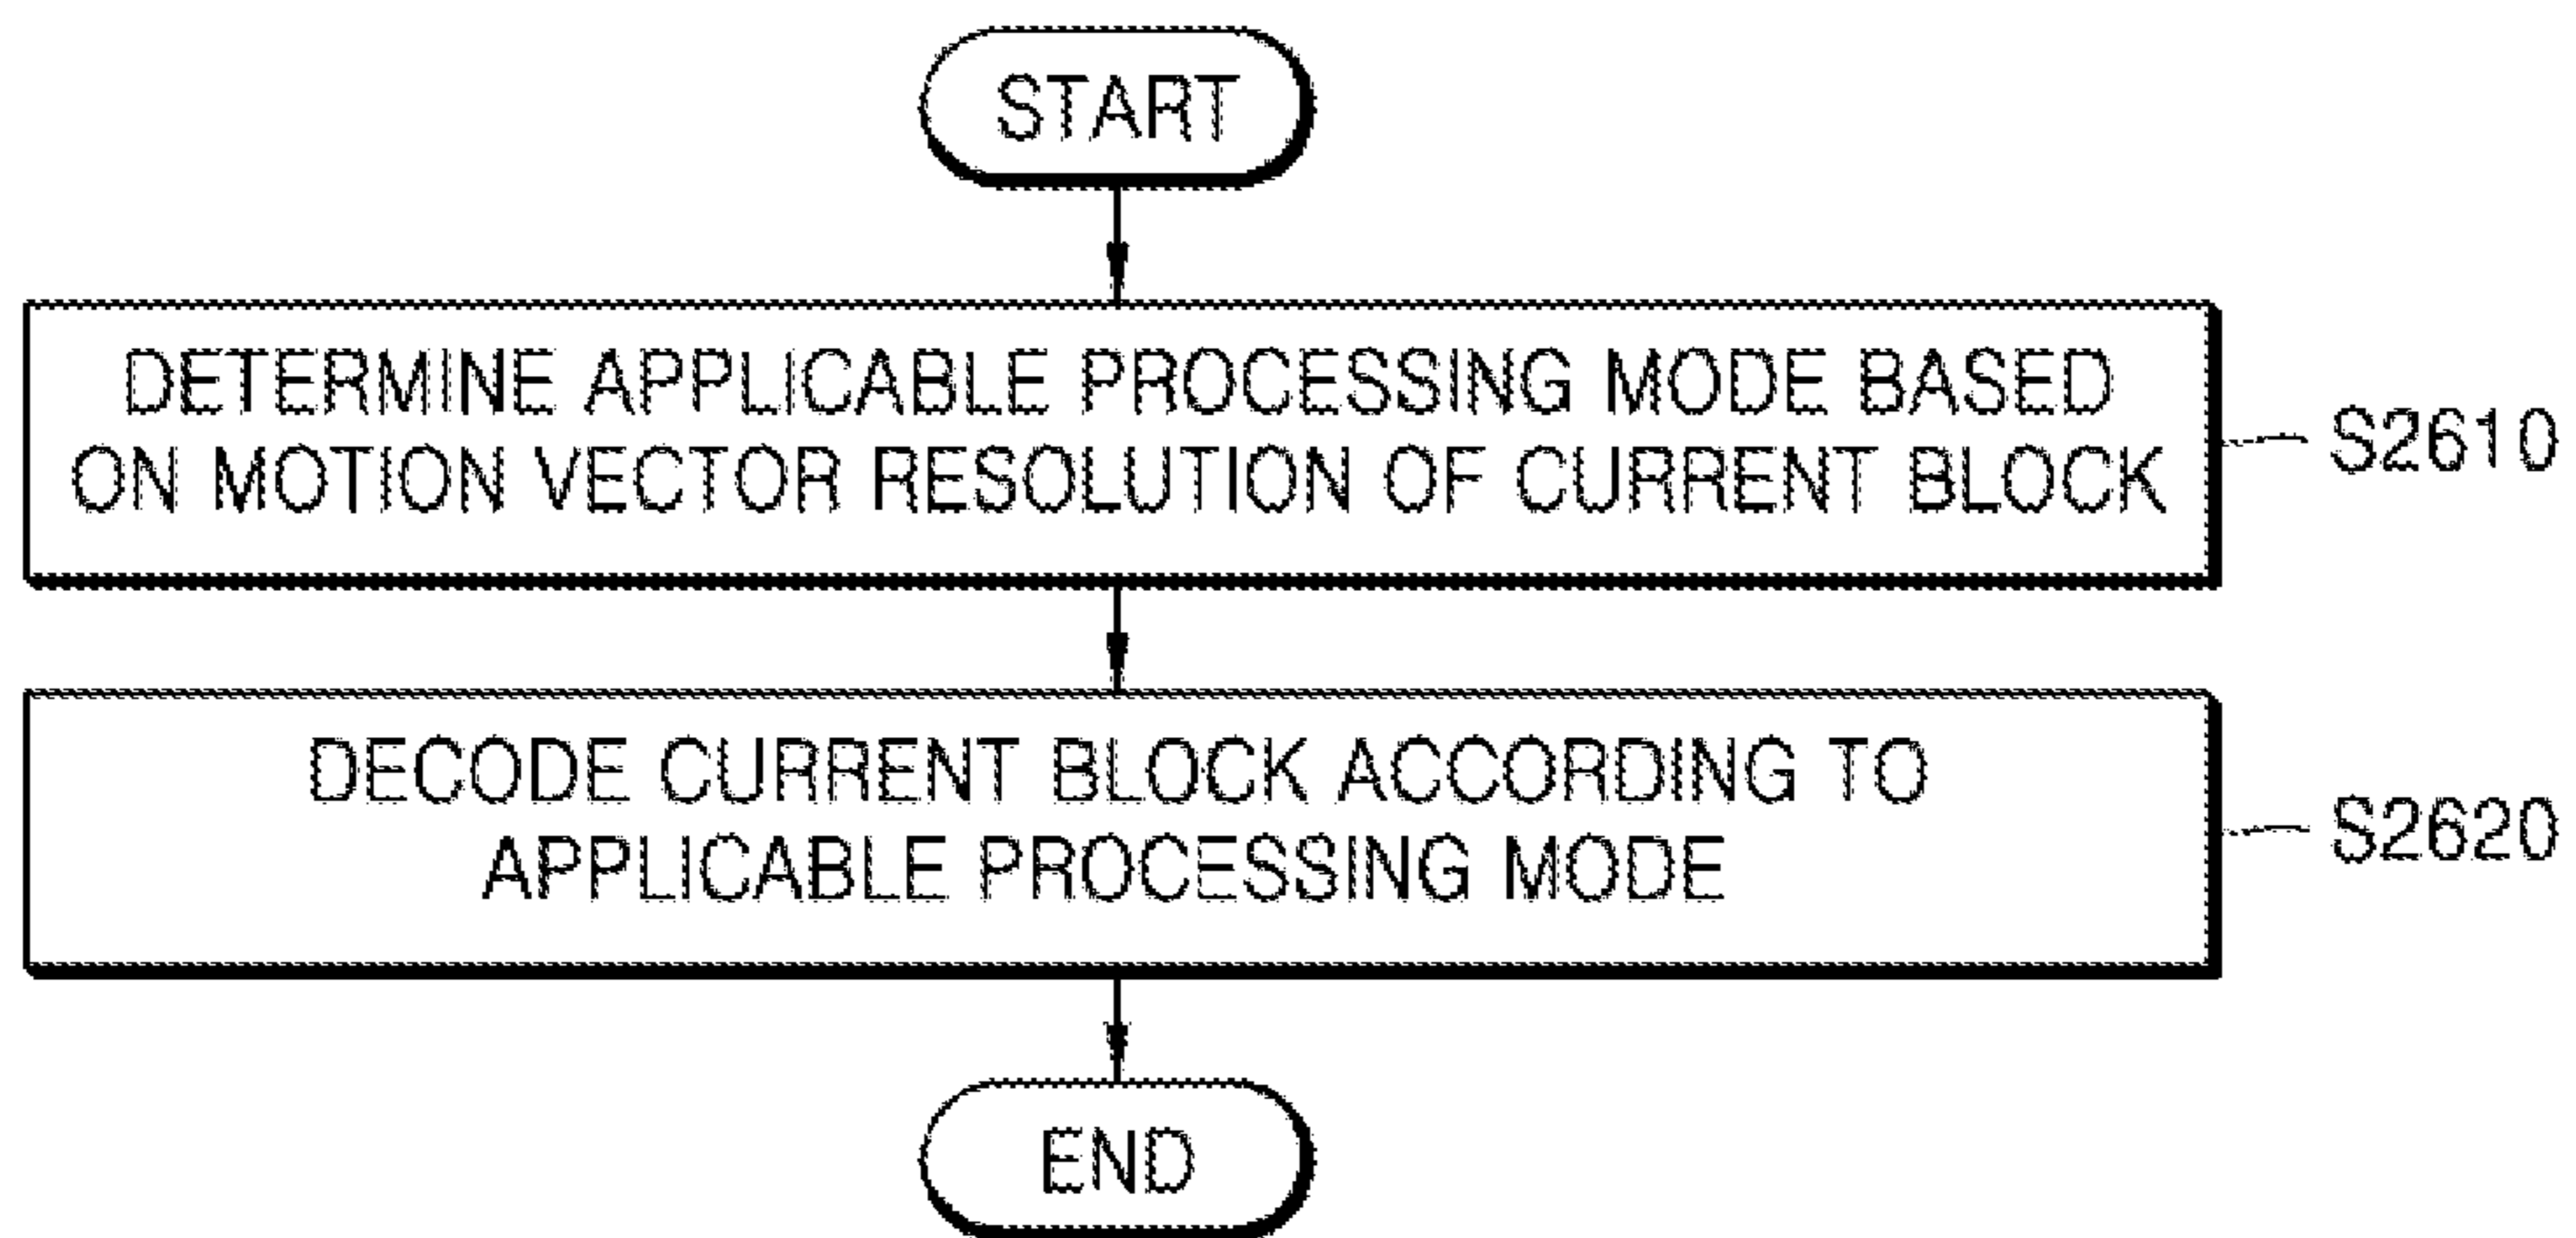 START
DETERMINE APPLICABLE PROCESSING MODE BASED
ON MOTION VECTOR RESOLUTION OF CURRENT BLOCK
S2610
DECODE CURRENT BLOCK ACCORDING TO
APPLICABLE PROCESSING MODE
S2620
END